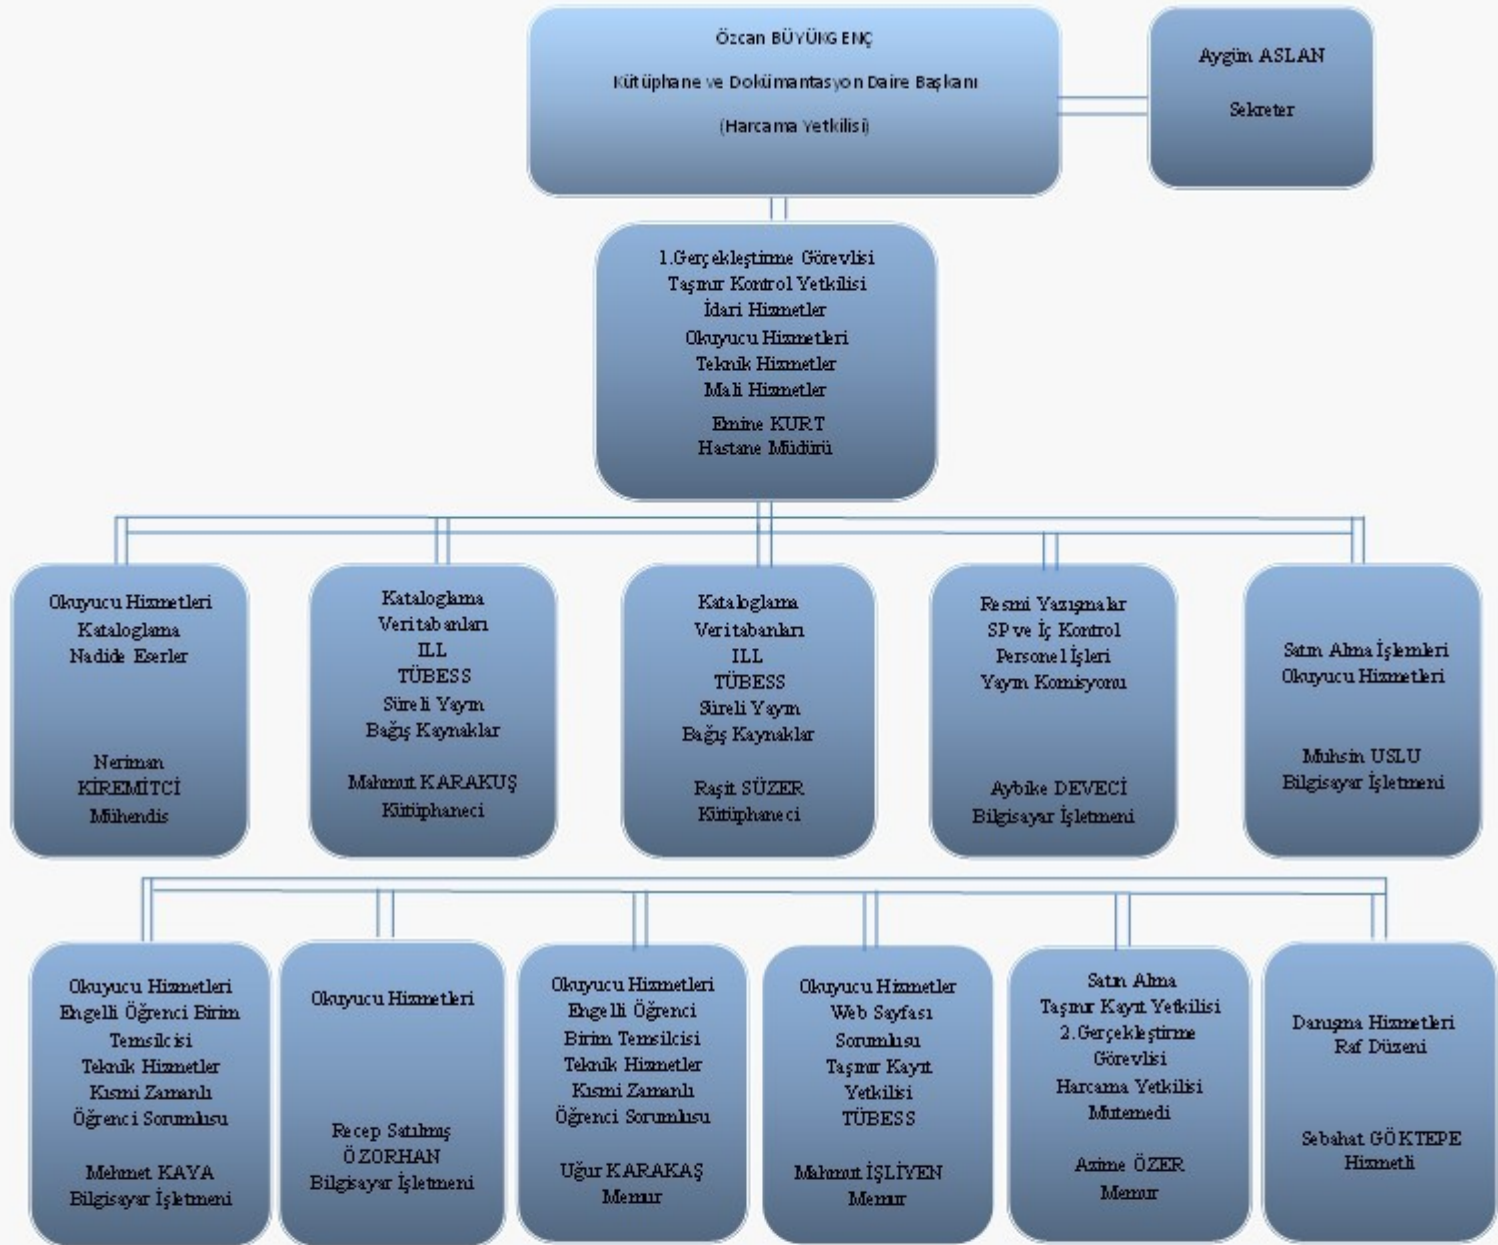 Özcan BÜYÜKGENÇ
Kütüphane ve Dokümantasyon Daire Başkanı
(Harcama Yetkilisi)
Aygün ASLAN
Sekreter
1.Gerçekleştirme Görevlisi
Taşınır Kontrol Yetkilisi
İdari Hizmetler
Okuyucu Hizmetleri
Teknik Hizmetler
Mali Hizmetler
Emine KURT
Hastane Müdürü
Okuyucu Hizmetleri
Kataloglama
Nadide Eserler
Neriman
KİREMİTCİ
Mühendis
Kataloglama
Veritabanları
ILL
TÜBESS
Süreli Yayın
Bağış Kaynaklar
Mahmut KARAKUŞ
Kütüphaneci
Kataloglama
Veritabanları
ILL
TÜBESS
Süreli Yayın
Bağış Kaynaklar
Raşit SÜZER
Kütüphaneci
Resmi Yazışmalar
SP ve İç Kontrol
Personel İşleri
Yayın Komisyonu
Aybike DEVECİ
Bilgisayar İşletmeni
Satın Alma İşlemleri
Okuyucu Hizmetleri
Muhsin USLU
Bilgisayar İşletmeni
Okuyucu Hizmetleri
Engelli Öğrenci Birim
Temsilcisi
Teknik Hizmetler
Kısmi Zamanlı
Öğrenci Sorumlusu
Mehmet KAYA
Bilgisayar İşletmeni
Okuyucu Hizmetleri
Recep Satılmış
ÖZORHAN
Bilgisayar İşletmeni
Okuyucu Hizmetleri
Engelli Öğrenci
Birim Temsilcisi
Teknik Hizmetler
Kısmi Zamanlı
Öğrenci Sorumlusu
Uğur KARAKAŞ
Memur
Okuyucu Hizmetler
Web Sayfası
Sorumlusu
Taşınır Kayıt
Yetkilisi
TÜBESS
Mahmut İŞLİYEN
Memur
Satın Alma
Taşınır Kayıt Yetkilisi
2.Gerçekleştirme
Görevlisi
Harcama Yetkilisi
Mutemedi
Azime ÖZER
Memur
Danışma Hizmetleri
Raf Düzeni
Sebahat GÖKTEPE
Hizmetli